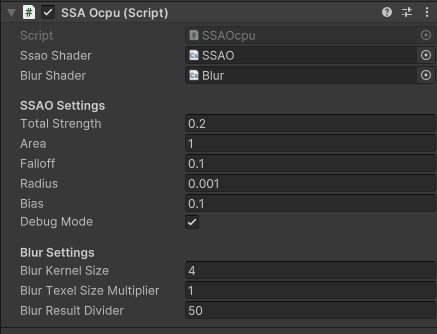 SSA Ocpu (Script)
Script SSAOcpu
Ssao Shader SSAO
Blur Shader Blur
SSAO Settings
Total Strength 0.2
Area 1
Falloff 0.1
Radius 0.001
Bias 0.1
Debug Mode
Blur Settings
Blur Kernel Size 4
Blur Texel Size Multiplier 1
Blur Result Divider 50